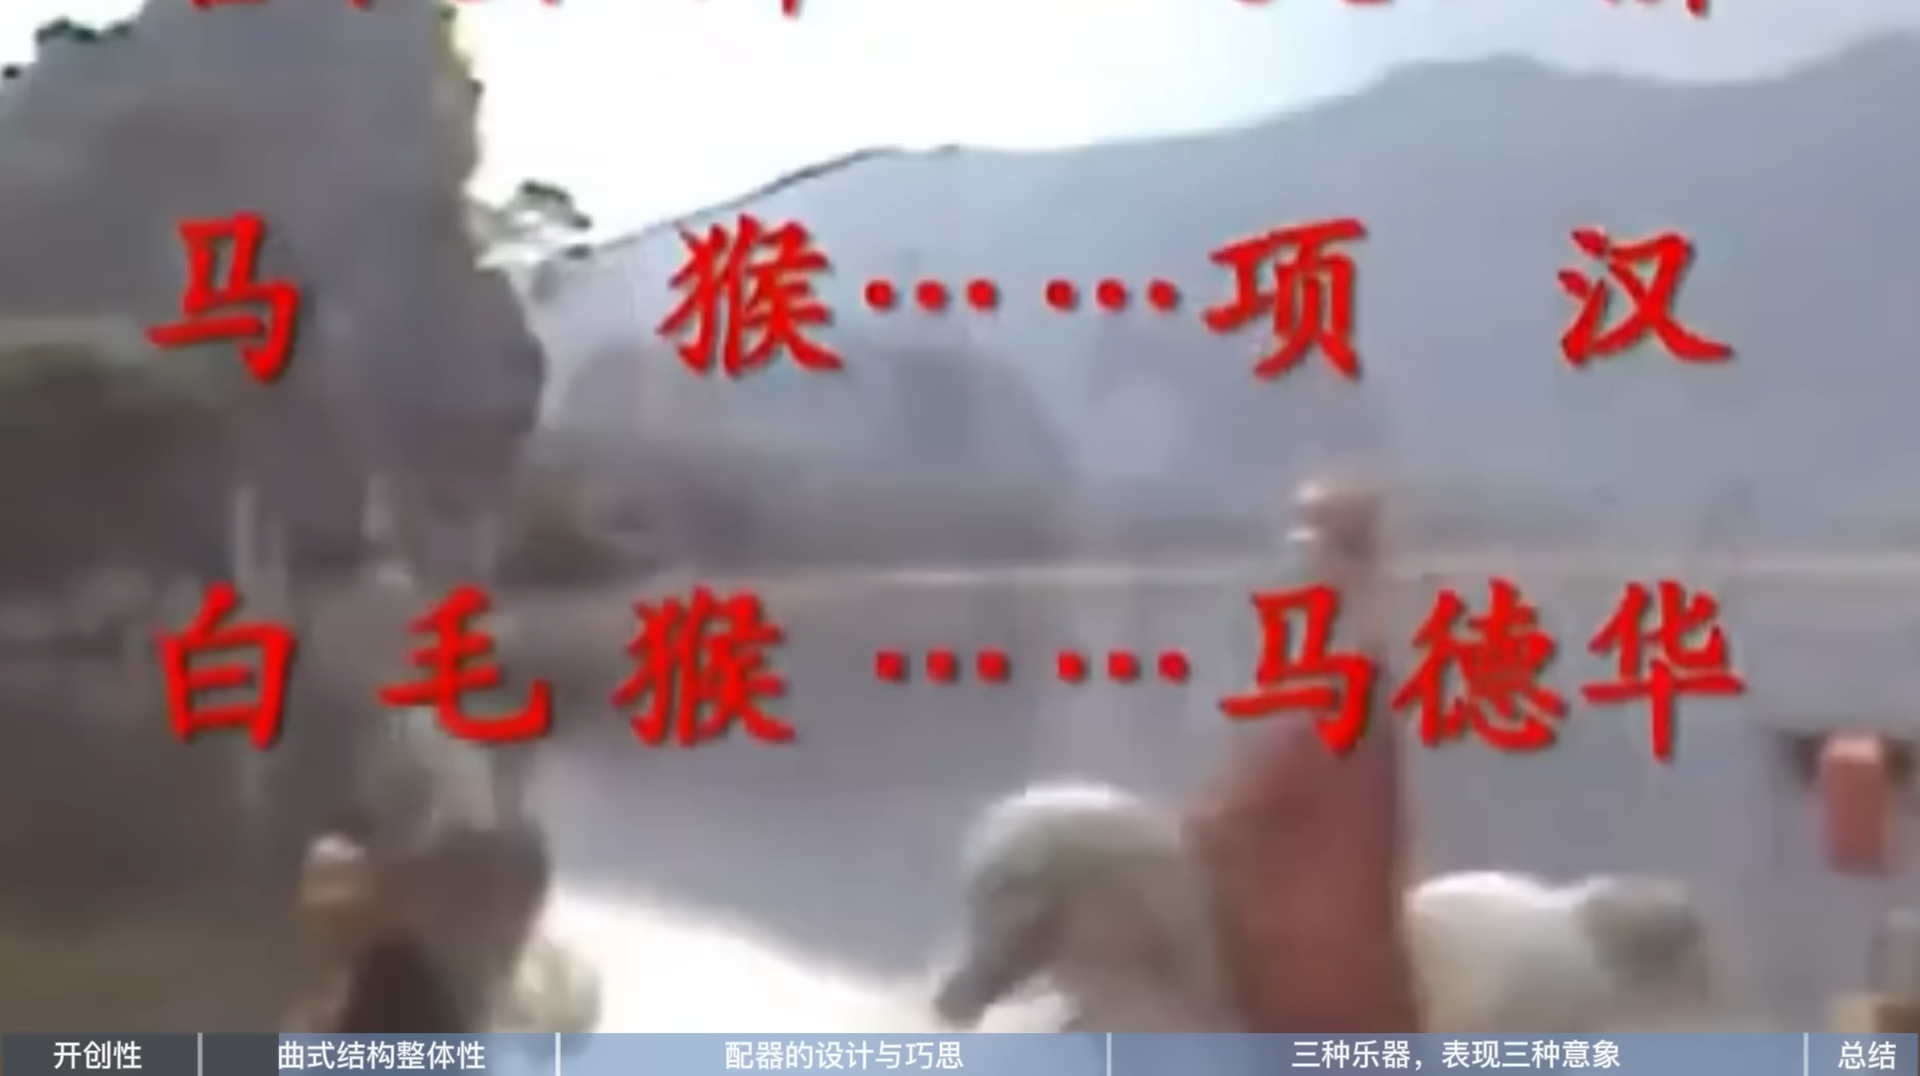 马猴……项汉
白毛猴……马德华
开创性 曲式结构整体性 配器的设计与巧思 三种乐器，表现三种意象 总结